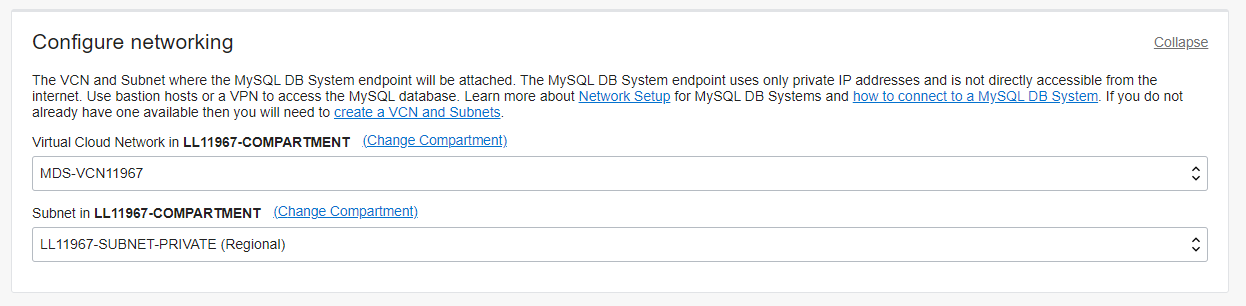 Configure networking
Collapse
The VCN and Subnet where the MySQL DB System endpoint will be attached. The MySQL DB System endpoint uses only private IP addresses and is not directly accessible from the
internet. Use bastion hosts or a VPN to access the MySQL database. Learn more about Network Setup for MySQL DB Systems and how to connect to a MySQL DB System. If you do not
already have one available then you will need to create a VCN and Subnets.
Virtual Cloud Network in LL11967-COMPARTMENT (Change Compartment)
MDS-VCN11967
Subnet in LL11967-COMPARTMENT (Change Compartment)
LL11967-SUBNET-PRIVATE (Regional)